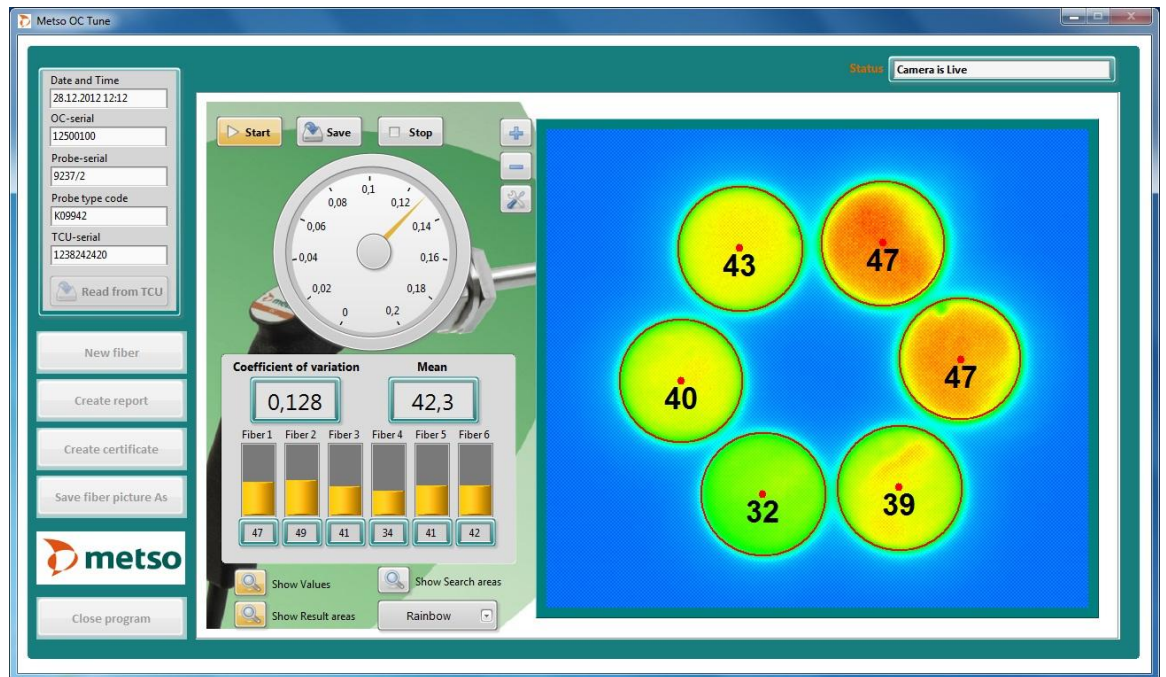 Metso OC Tune
Status Camera is Live
Date and Time
28.12.2012 12:12
OC-serial
12500100
Probe-serial
9237/2
Probe type code
K09942
TCU-serial
1238242420
Read from TCU
New fiber
Create report
Create certificate
Save fiber picture As
metso
Close program
Start Save Stop
0 0,02 0,04 0,06 0,08 0,1 0,12 0,14 0,16 0,18 0,2
metso
Coefficient of variation Mean
0,128 42,3
Fiber 1 Fiber 2 Fiber 3 Fiber 4 Fiber 5 Fiber 6
47 49 41 34 41 42
Show Values Show Search areas
Show Result areas Rainbow
43 47
40 47
32 39